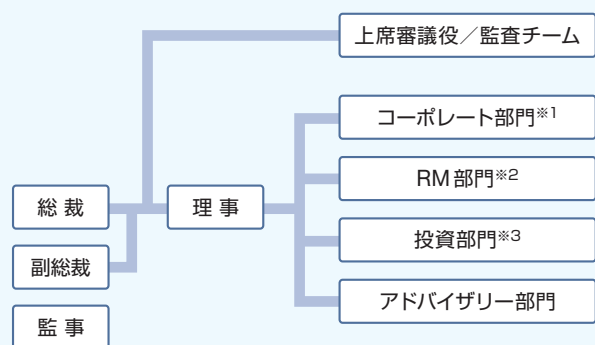 上席審議役／監査チーム
コーポレート部門※1
RM部門※2
総 裁
理 事
投資部門※3
副総裁
アドバイザリー部門
監 事